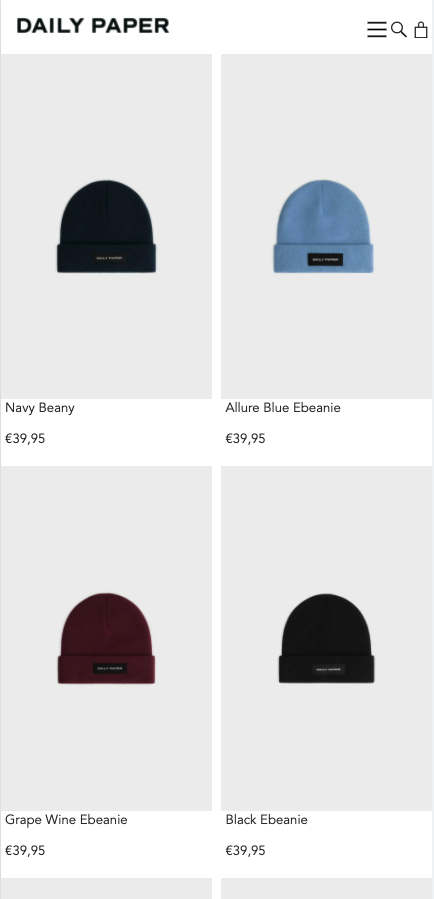 DAILY PAPER
DAILY PAPER
DAILY PAPER
Navy Beany
Allure Blue Ebeanie
€39,95
€39,95
DAILY PAPER
DAILY PAPER
Grape Wine Ebeanie
Black Ebeanie
€39,95
€39,95